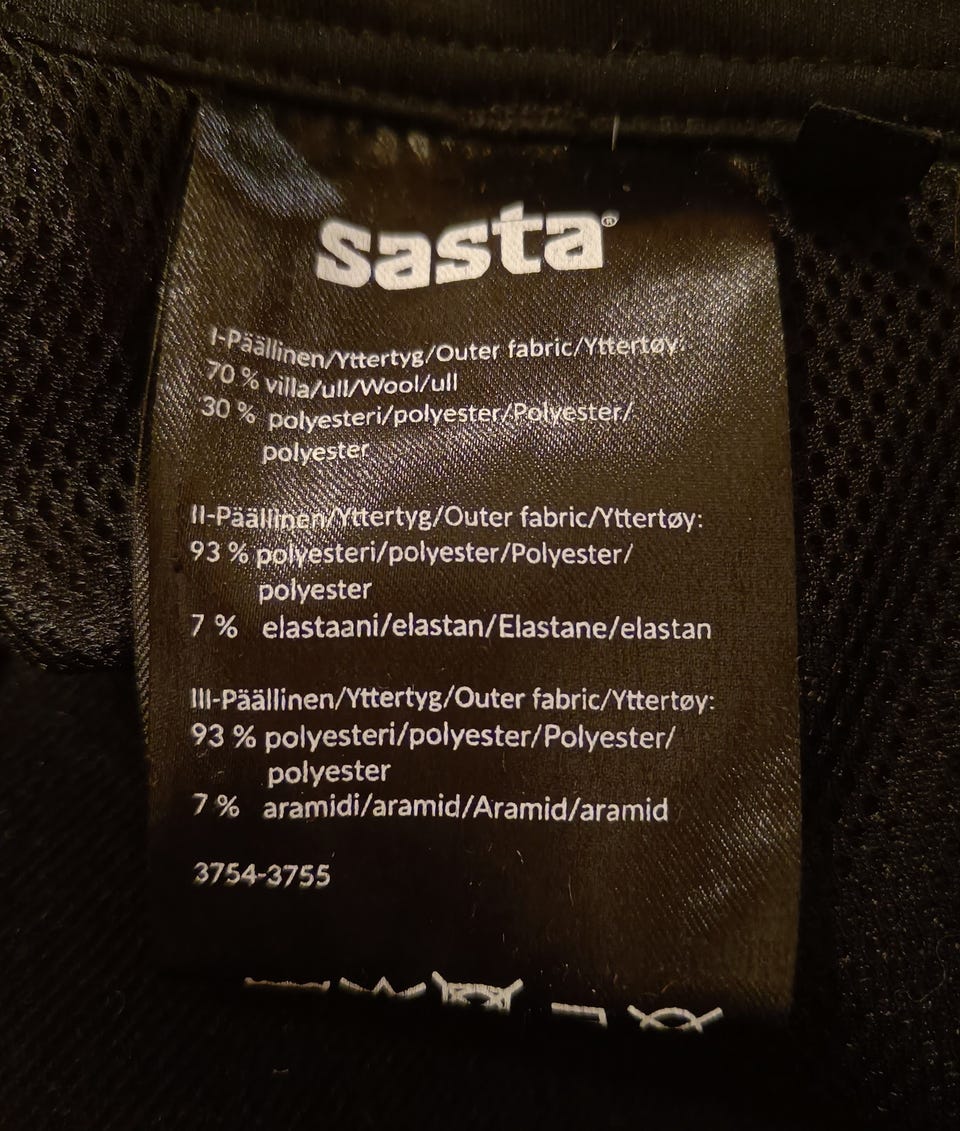 sasta®
I-Päällinen/Yttertyg/Outer fabric/Yttertøy:
70 % villa/ull/Wool/ull
30 % polyesteri/polyester/Polyester/
polyester
II-Päällinen/Yttertyg/Outer fabric/Yttertøy:
93 % polyesteri/polyester/Polyester/
polyester
7 % elastaani/elastan/Elastane/elastan
III-Päällinen/Yttertyg/Outer fabric/Yttertøy:
93 % polyesteri/polyester/Polyester/
polyester
7 % aramidi/aramid/Aramid/aramid
3754-3755